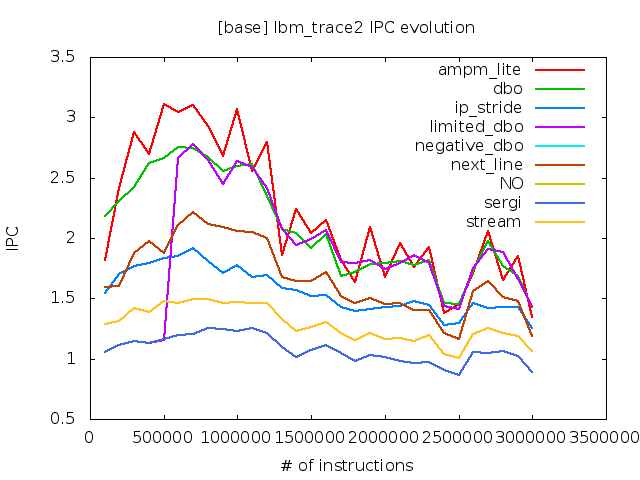 [base] lbm_trace2 IPC evolution
3.5
3
2.5
2
1.5
1
0.5
IPC
ampm_lite
dbo
ip_stride
limited_dbo
negative_dbo
next_line
NO
sergi
stream
0 500000 1000000 1500000 2000000 2500000 3000000 3500000
# of instructions